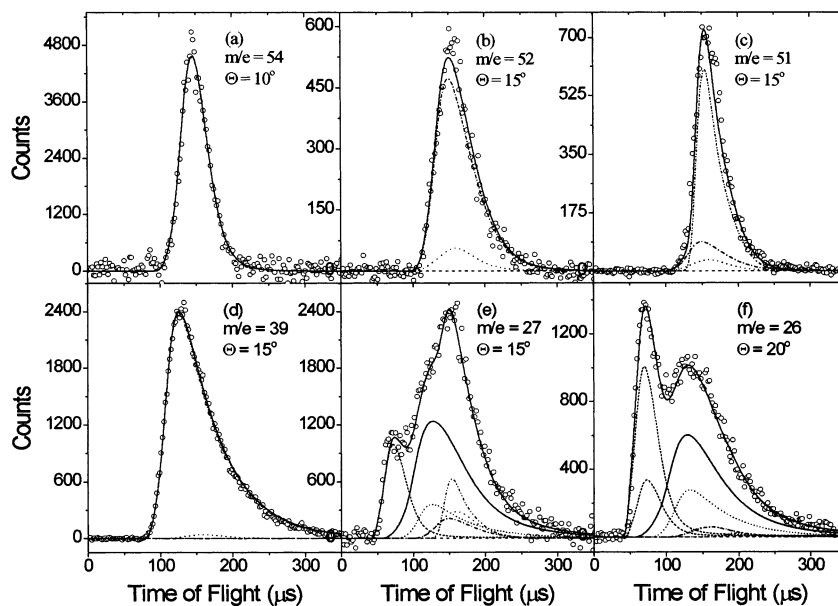 (a)
m/e = 54
Θ = 10°
4800
3600
2400
1200
0
Counts
(b)
m/e = 52
Θ = 15°
600
450
300
150
0
(c)
m/e = 51
Θ = 15°
700
525
350
175
0
(d)
m/e = 39
Θ = 15°
2400
1800
1200
600
0
Counts
0 100 200 300
Time of Flight (μs)
(e)
m/e = 27
Θ = 15°
2400
1800
1200
600
0
0 100 200 300
Time of Flight (μs)
(f)
m/e = 26
Θ = 20°
1200
800
400
0 100 200 300
Time of Flight (μs)